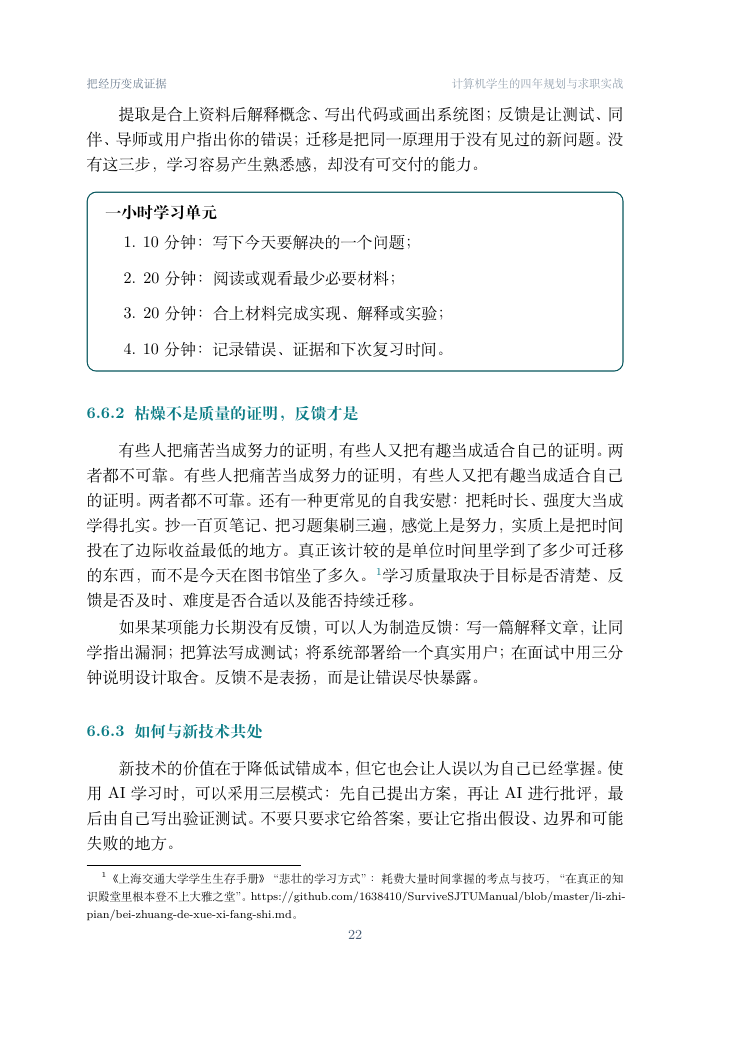 把经历变成证据 计算机学生的四年规划与求职实战
提取是合上资料后解释概念、写出代码或画出系统图；反馈是让测试、同
伴、导师或用户指出你的错误；迁移是把同一原理用于没有见过的新问题。没
有这三步，学习容易产生熟悉感，却没有可交付的能力。
一小时学习单元
1. 10 分钟：写下今天要解决的一个问题；
2. 20 分钟：阅读或观看最少必要材料；
3. 20 分钟：合上材料完成实现、解释或实验；
4. 10 分钟：记录错误、证据和下次复习时间。
6.6.2 枯燥不是质量的证明，反馈才是
有些人把痛苦当成努力的证明，有些人又把有趣当成适合自己的证明。两
者都不可靠。有些人把痛苦当成努力的证明，有些人又把有趣当成适合自己
的证明。两者都不可靠。还有一种更常见的自我安慰：把耗时长、强度大当成
学得扎实。抄一百页笔记、把习题集刷三遍，感觉上是努力，实质上是把时间
投在了边际收益最低的地方。真正该计较的是单位时间里学到了多少可迁移
的东西，而不是今天在图书馆坐了多久。1学习质量取决于目标是否清楚、反
馈是否及时、难度是否合适以及能否持续迁移。
如果某项能力长期没有反馈，可以人为制造反馈：写一篇解释文章，让同
学指出漏洞；把算法写成测试；将系统部署给一个真实用户；在面试中用三分
钟说明设计取舍。反馈不是表扬，而是让错误尽快暴露。
6.6.3 如何与新技术共处
新技术的价值在于降低试错成本，但它也会让人误以为自己已经掌握。使
用 AI 学习时，可以采用三层模式：先自己提出方案，再让 AI 进行批评，最
后由自己写出验证测试。不要只要求它给答案，要让它指出假设、边界和可能
失败的地方。
1《上海交通大学学生生存手册》“悲壮的学习方式”：耗费大量时间掌握的考点与技巧，“在真正的知
识殿堂里根本登不上大雅之堂”。https://github.com/1638410/SurviveSJTUManual/blob/master/li-zhi-
pian/bei-zhuang-de-xue-xi-fang-shi.md。
22